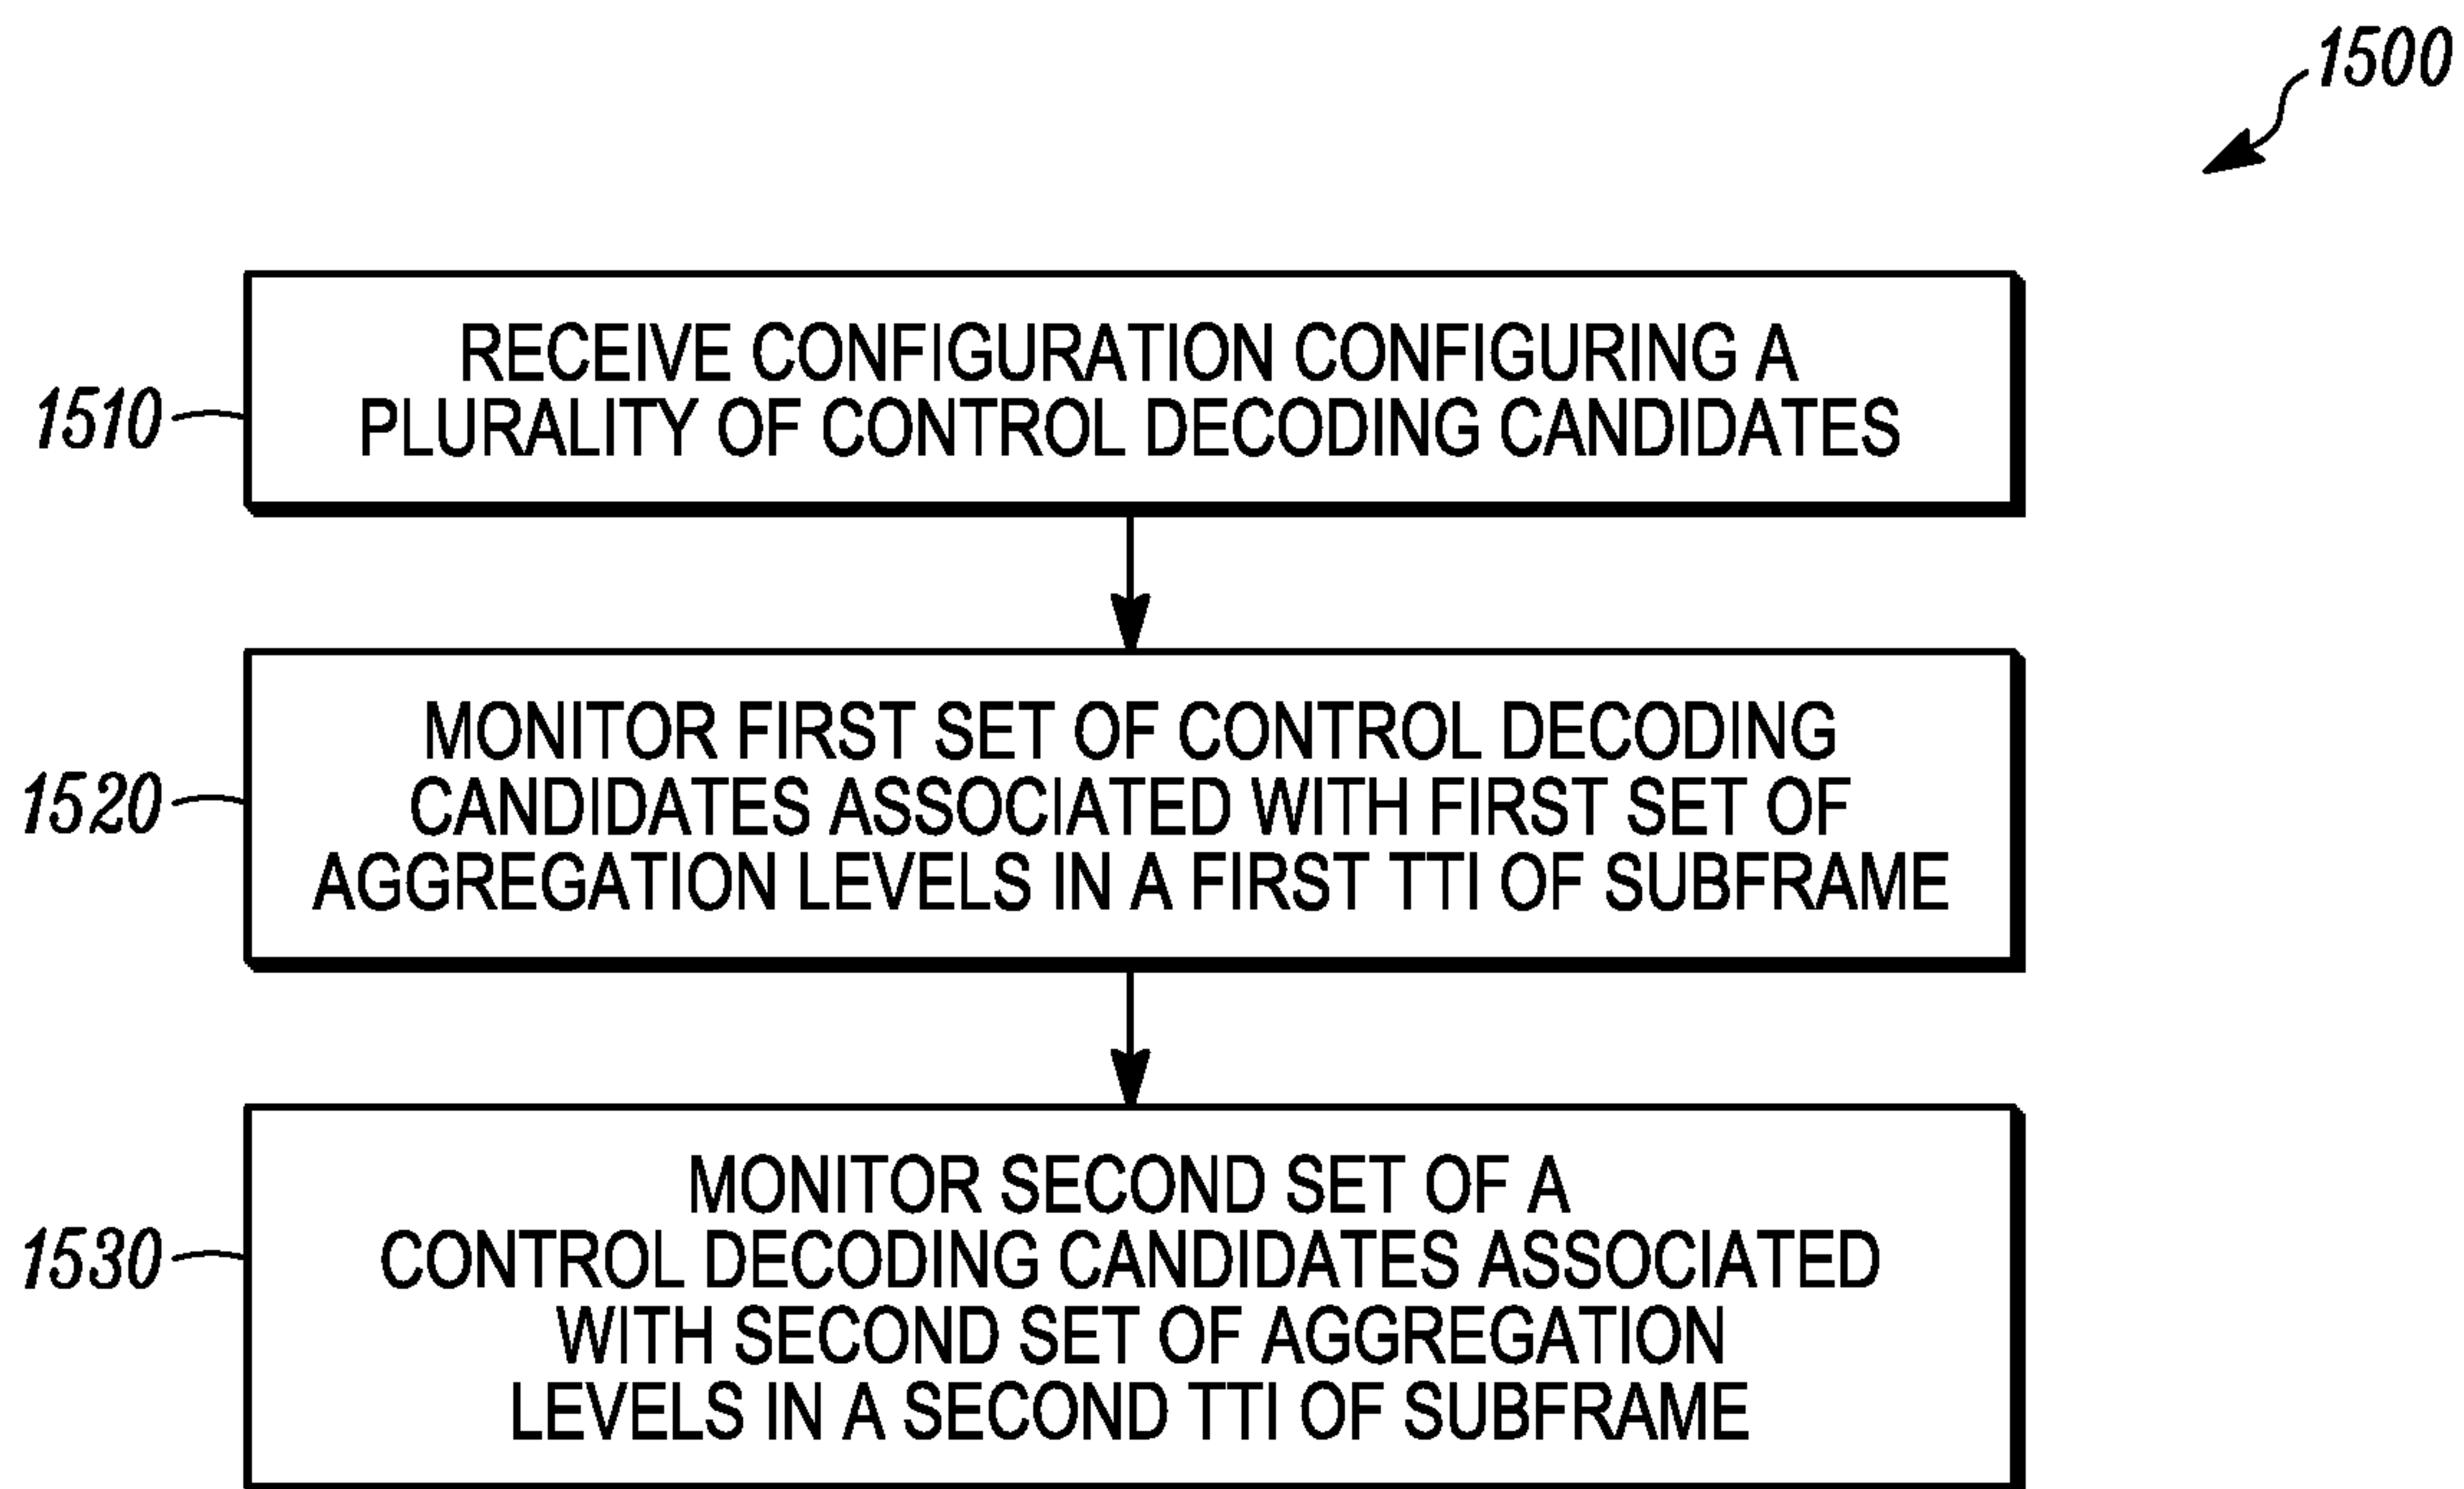 1500
RECEIVE CONFIGURATION CONFIGURING A
1510
PLURALITY OF CONTROL DECODING CANDIDATES
MONITOR FIRST SET OF CONTROL DECODING
1520
CANDIDATES ASSOCIATED WITH FIRST SET OF
AGGREGATION LEVELS IN A FIRST TTI OF SUBFRAME
MONITOR SECOND SET OF A
1530
CONTROL DECODING CANDIDATES ASSOCIATED
WITH SECOND SET OF AGGREGATION
LEVELS IN A SECOND TTI OF SUBFRAME